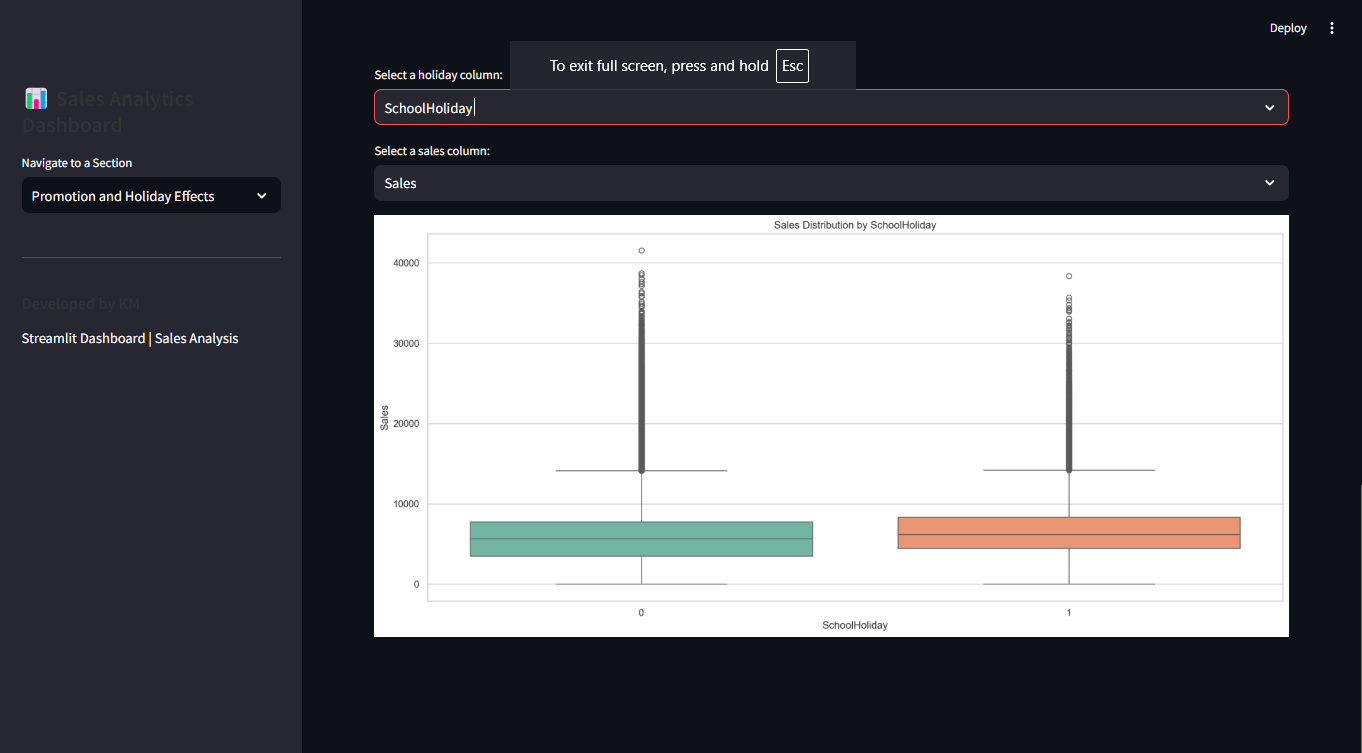 Deploy
To exit full screen, press and hold Esc
Select a holiday column:
SchoolHoliday
Select a sales column:
Sales
Sales Analytics
Dashboard
Navigate to a Section
Promotion and Holiday Effects
Developed by KM
Streamlit Dashboard | Sales Analysis
Sales Distribution by SchoolHoliday
40000
30000
20000
10000
0
Sales
0
1
SchoolHoliday